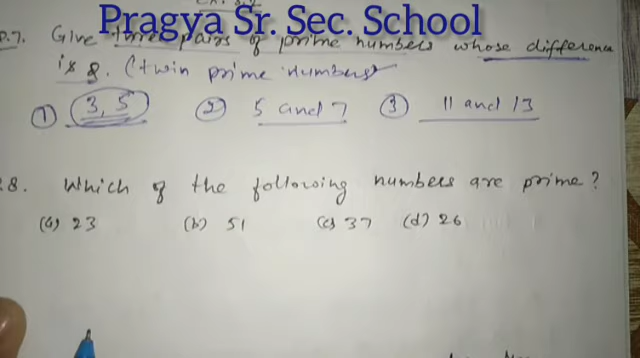 Pragya Sr. Sec. School
Q.7. Give three pairs of prime numbers whose difference
is 2. (twin prime numbers)
① 3, 5 ② 5 and 7 ③ 11 and 13
Q.8. Which of the following numbers are prime?
(a) 23 (b) 51 (c) 37 (d) 26